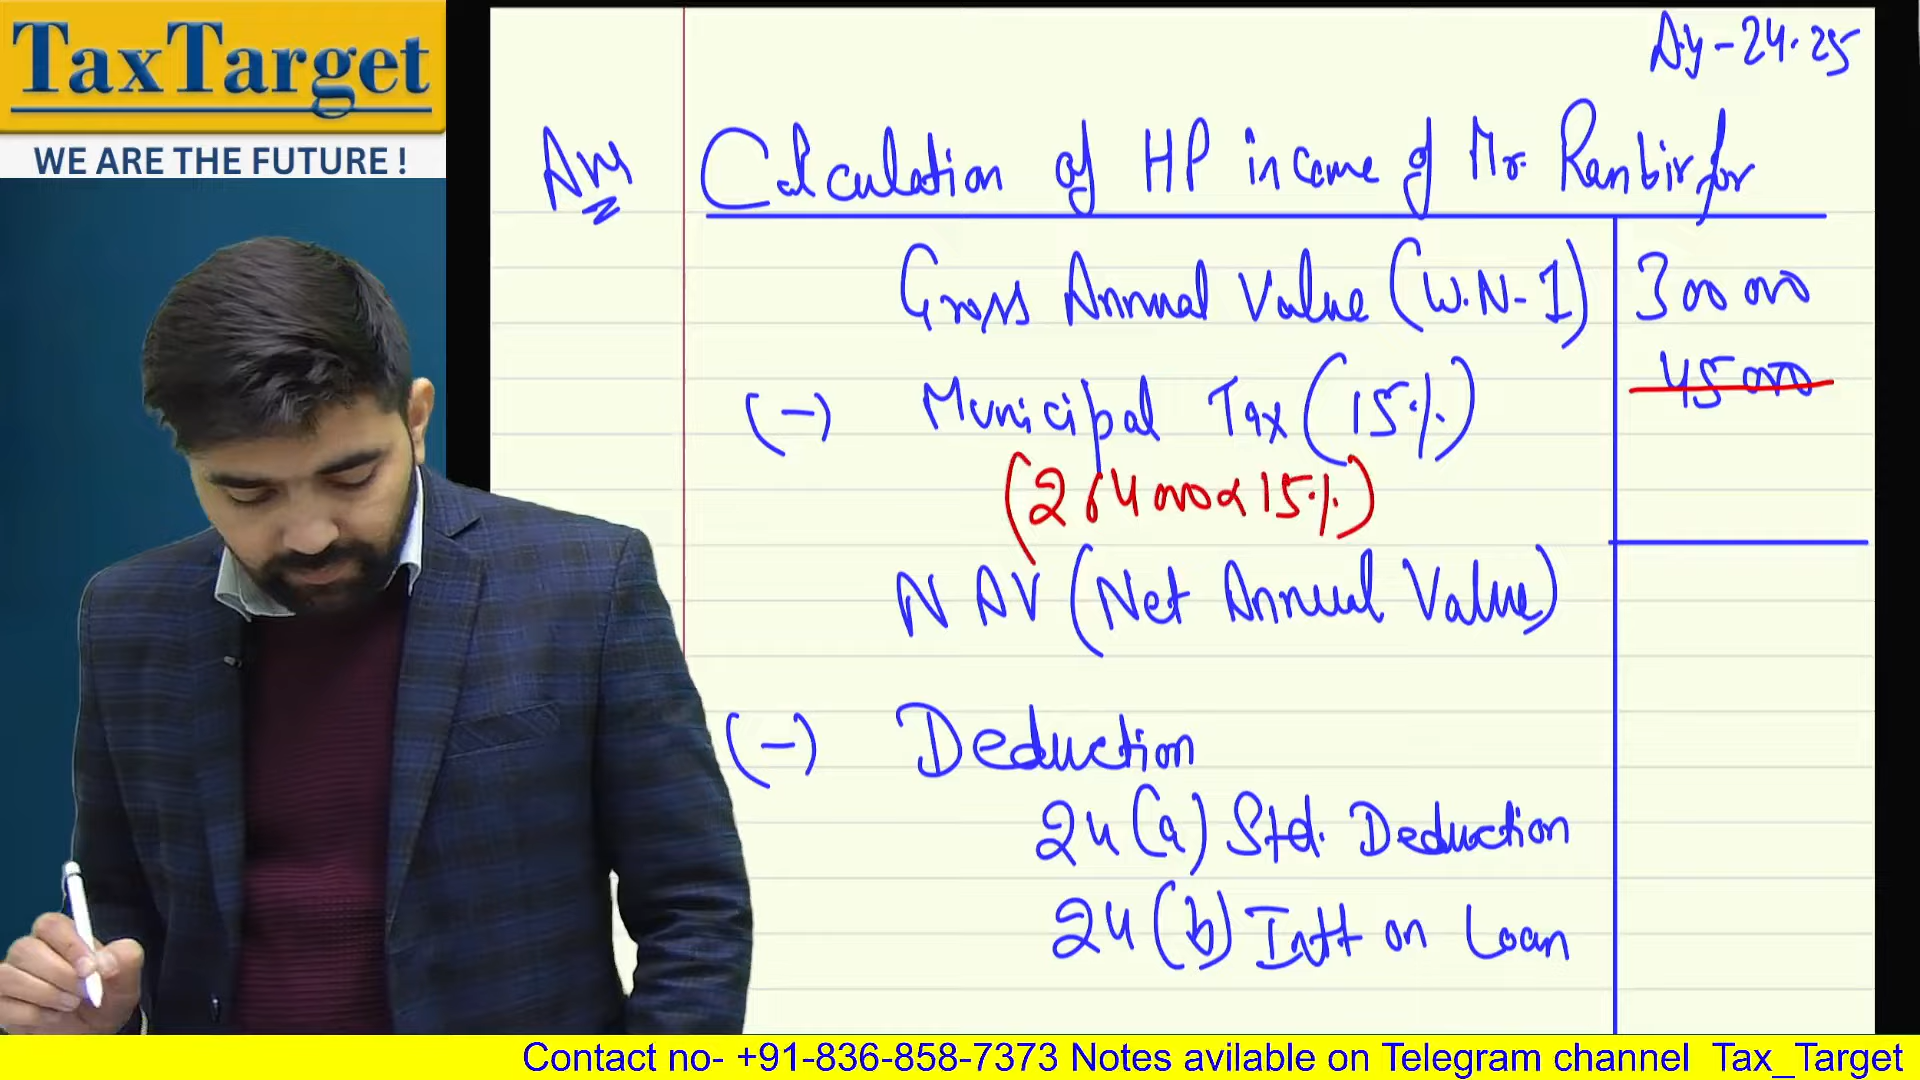 TaxTarget
WE ARE THE FUTURE !
A.y - 24.25
Ans Calculation of HP income of Mr. Ranbir for
Gross Annual Value (W.N-1) 300000
(-) Municipal Tax (15%) 45000
(264000 x 15%)
NAV (Net Annual Value)
(-) Deduction
24 (a) Std. Deduction
24 (b) Intt on Loan
Contact no- +91-836-858-7373 Notes avilable on Telegram channel Tax_Target